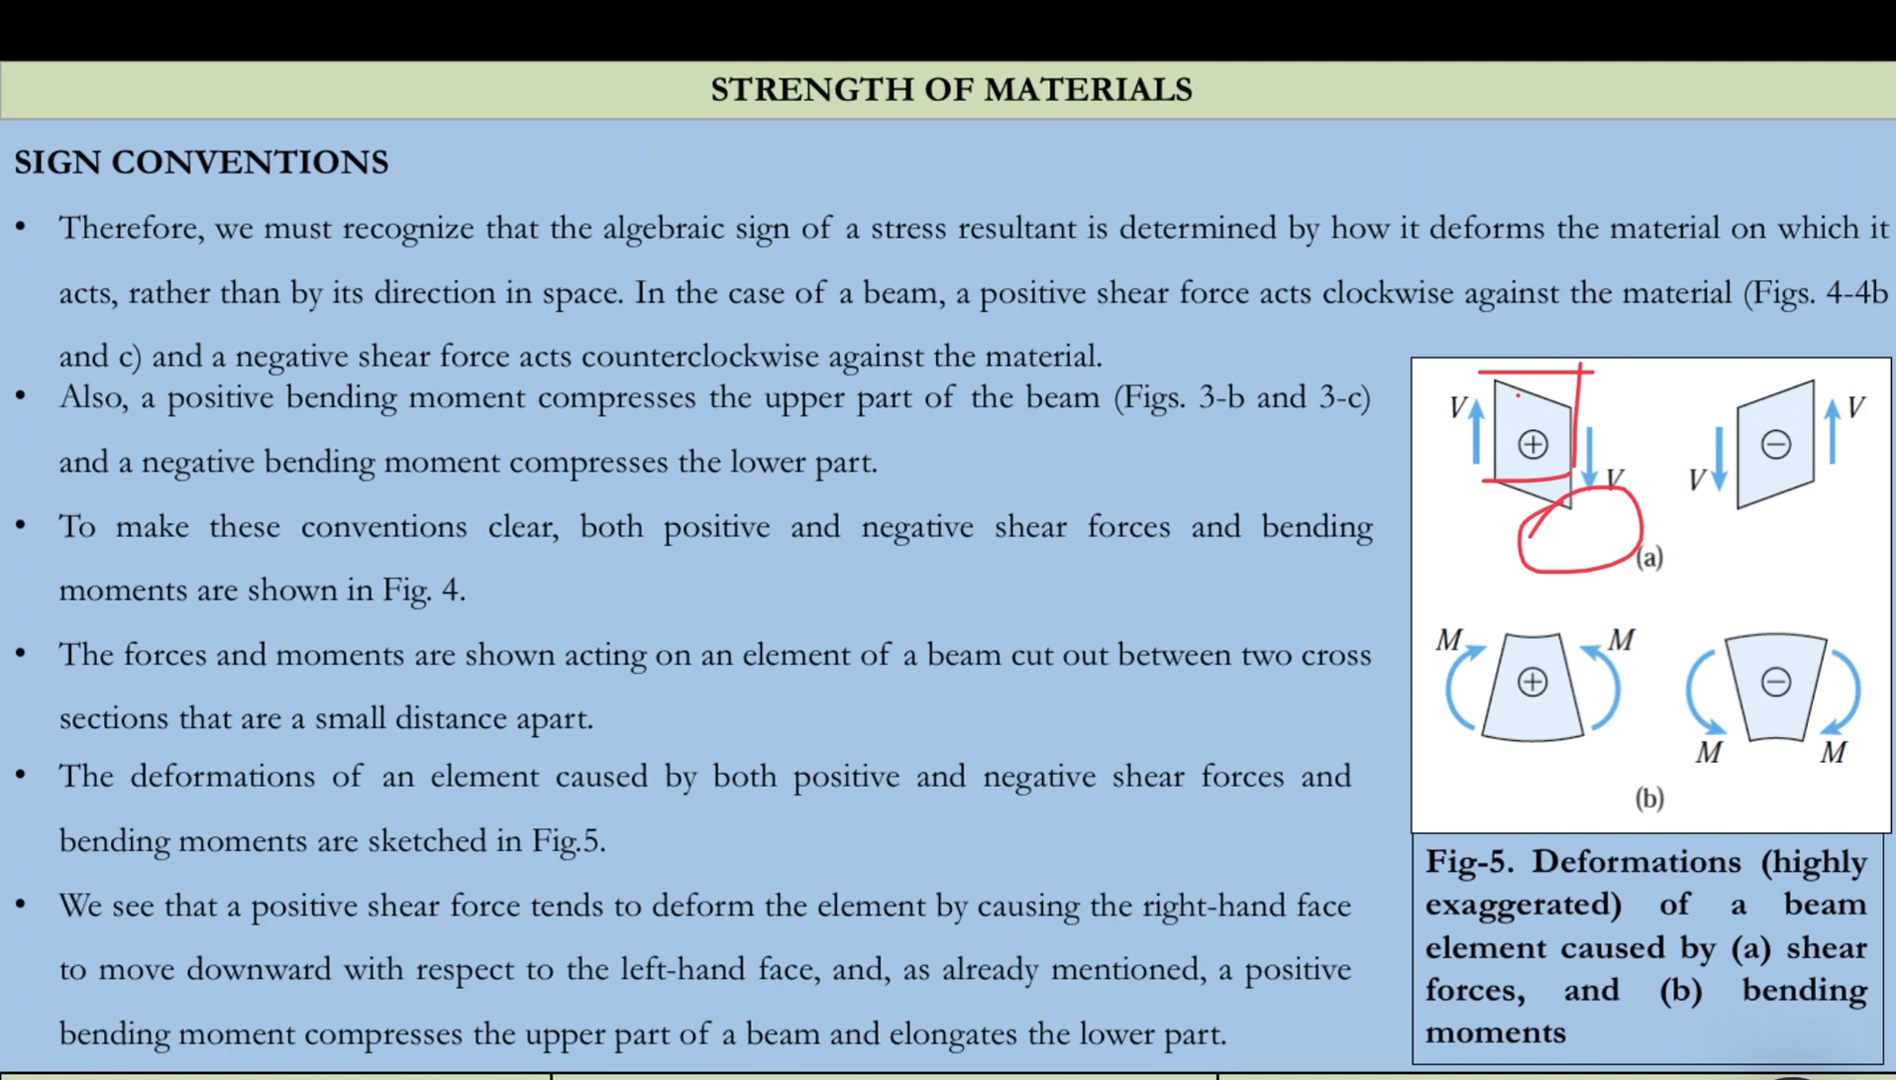 STRENGTH OF MATERIALS
SIGN CONVENTIONS
• Therefore, we must recognize that the algebraic sign of a stress resultant is determined by how it deforms the material on which it
acts, rather than by its direction in space. In the case of a beam, a positive shear force acts clockwise against the material (Figs. 4-4b
and c) and a negative shear force acts counterclockwise against the material.
• Also, a positive bending moment compresses the upper part of the beam (Figs. 3-b and 3-c)
and a negative bending moment compresses the lower part.
• To make these conventions clear, both positive and negative shear forces and bending
moments are shown in Fig. 4.
• The forces and moments are shown acting on an element of a beam cut out between two cross
sections that are a small distance apart.
• The deformations of an element caused by both positive and negative shear forces and
bending moments are sketched in Fig.5.
• We see that a positive shear force tends to deform the element by causing the right-hand face
to move downward with respect to the left-hand face, and, as already mentioned, a positive
bending moment compresses the upper part of a beam and elongates the lower part.
V + V V − V
(a)
M + M M − M
(b)
Fig-5. Deformations (highly
exaggerated) of a beam
element caused by (a) shear
forces, and (b) bending
moments